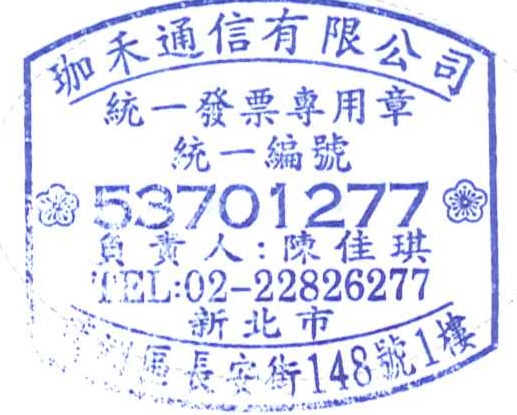 珈禾通信有限公司
統一發票專用章
統一編號
53701277
負責人:陳佳琪
TEL:02-22826277
新北市
區長安街148號1樓